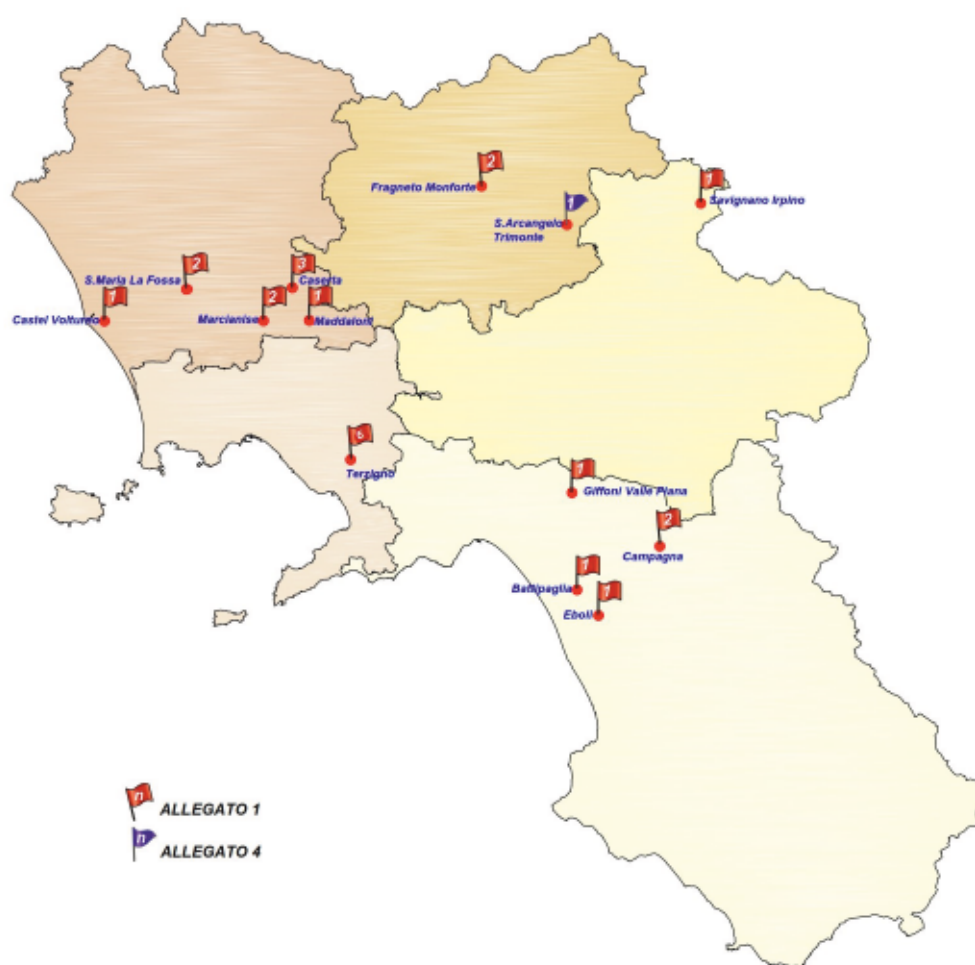 2
Fragneto Monforte
1
Savignano Irpino
1
S.Arcangelo
Trimonte
2
S.Maria La Fossa
3
Caserta
1
Castel Volturno
2
Marcianise
1
Maddaloni
6
Terzigno
1
Giffoni Valle Piana
2
Campagna
1
Battipaglia
1
Eboli
n
ALLEGATO 1
n
ALLEGATO 4